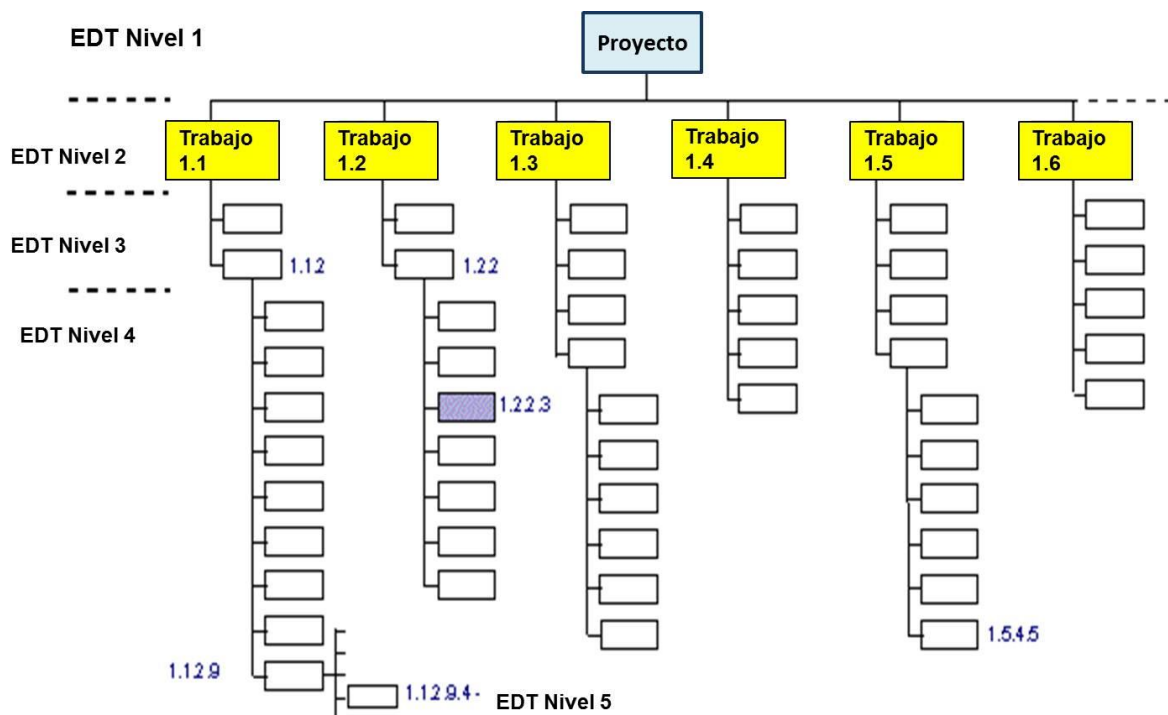 EDT Nivel 1
Proyecto
EDT Nivel 2
Trabajo
1.1
Trabajo
1.2
Trabajo
1.3
Trabajo
1.4
Trabajo
1.5
Trabajo
1.6
EDT Nivel 3
1.1.2
1.2.2
EDT Nivel 4
1.2.2.3
1.5.4.5
1.1.2.9
1.1.2.9.4 -
EDT Nivel 5